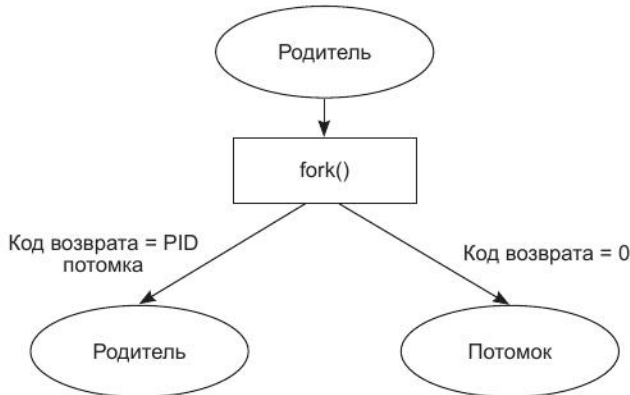 Родитель
fork()
Код возврата = PID
потомка
Код возврата = 0
Родитель
Потомок